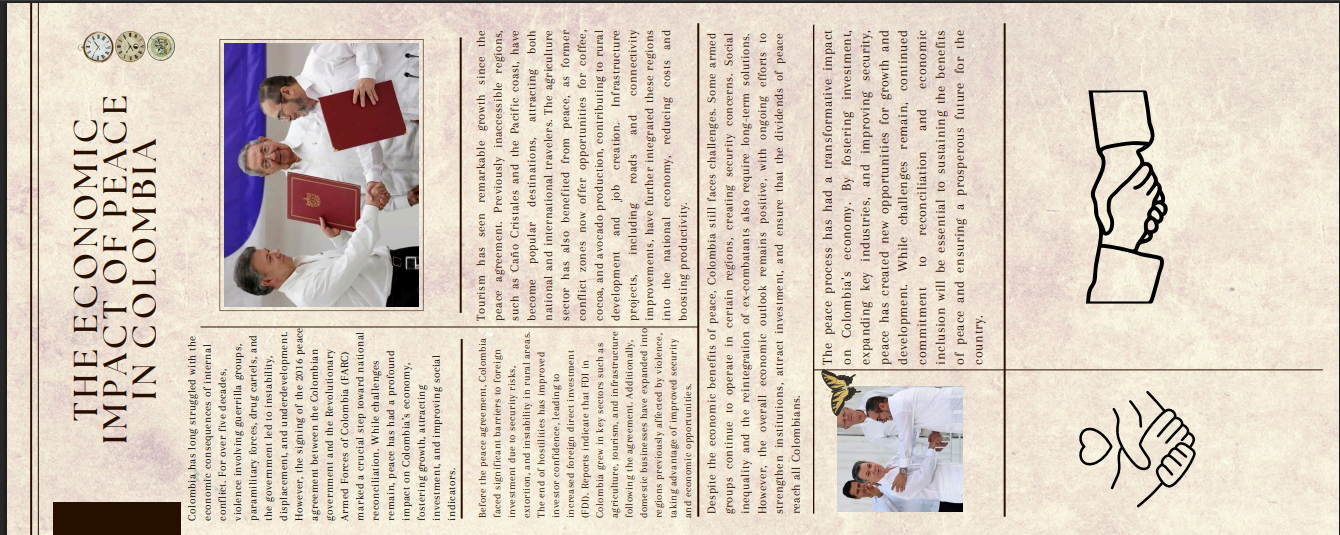 THE ECONOMIC
IMPACT OF PEACE
IN COLOMBIA
Colombia has long struggled with the
economic consequences of internal
conflict. For over five decades,
violence involving guerrilla groups,
paramilitary forces, drug cartels, and
the government led to instability,
displacement, and underdevelopment.
However, the signing of the 2016 peace
agreement between the Colombian
government and the Revolutionary
Armed Forces of Colombia (FARC)
marked a crucial step toward national
reconciliation. While challenges
remain, peace has had a profound
impact on Colombia's economy,
fostering growth, attracting
investment, and improving social
indicators.
Before the peace agreement, Colombia
faced significant barriers to foreign
investment due to security risks,
extortion, and instability in rural areas.
The end of hostilities has improved
investor confidence, leading to
increased foreign direct investment
(FDI). Reports indicate that FDI in
Colombia grew in key sectors such as
agriculture, tourism, and infrastructure
following the agreement. Additionally,
domestic businesses have expanded into
regions previously affected by violence,
taking advantage of improved security
and economic opportunities.
Tourism has seen remarkable growth since the
peace agreement. Previously inaccessible regions,
such as Caño Cristales and the Pacific coast, have
become popular destinations, attracting both
national and international travelers. The agriculture
sector has also benefited from peace, as former
conflict zones now offer opportunities for coffee,
cocoa, and avocado production, contributing to rural
development and job creation. Infrastructure
projects, including roads and connectivity
improvements, have further integrated these regions
into the national economy, reducing costs and
boosting productivity.
Despite the economic benefits of peace, Colombia still faces challenges. Some armed
groups continue to operate in certain regions, creating security concerns. Social
inequality and the reintegration of ex-combatants also require long-term solutions.
However, the overall economic outlook remains positive, with ongoing efforts to
strengthen institutions, attract investment, and ensure that the dividends of peace
reach all Colombians.
The peace process has had a transformative impact
on Colombia's economy. By fostering investment,
expanding key industries, and improving security,
peace has created new opportunities for growth and
development. While challenges remain, continued
commitment to reconciliation and economic
inclusion will be essential to sustaining the benefits
of peace and ensuring a prosperous future for the
country.